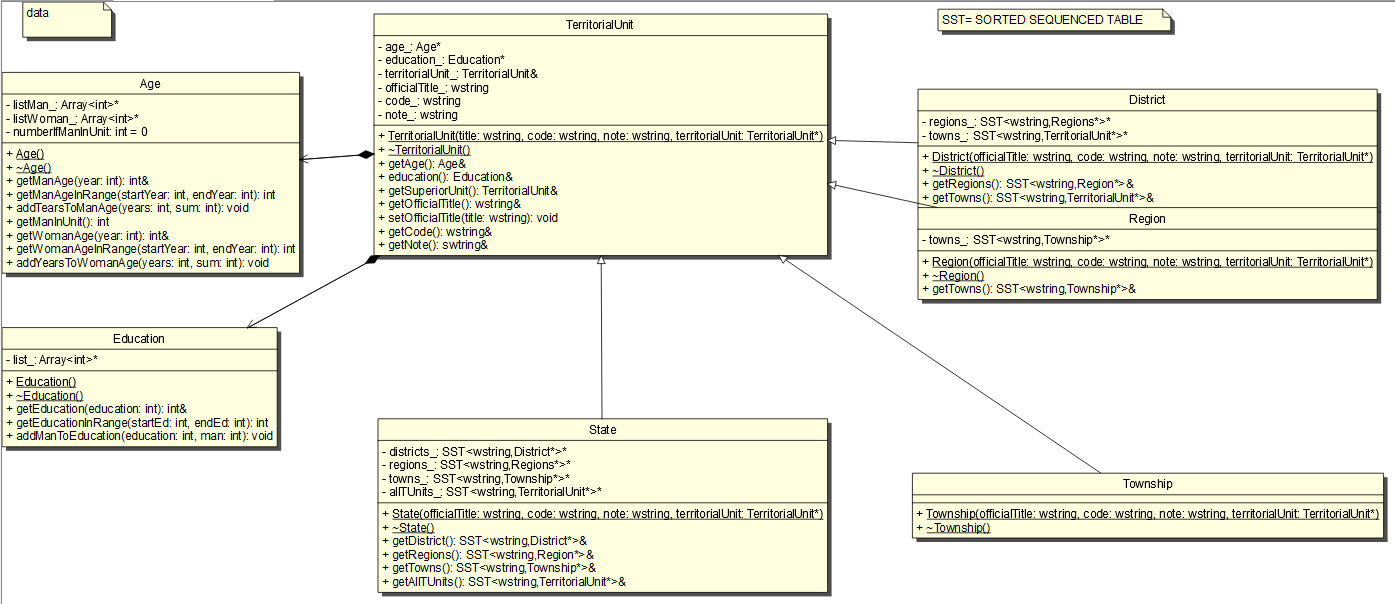 data
SST= SORTED SEQUENCED TABLE
TerritorialUnit
- age_: Age*
- education_: Education*
- territorialUnit_: TerritorialUnit&
- officialTitle_: wstring
- code_: wstring
- note_: wstring
+ TerritorialUnit(title: wstring, code: wstring, note: wstring, territorialUnit: TerritorialUnit*)
+ ~TerritorialUnit()
+ getAge(): Age&
+ education(): Education&
+ getSuperiorUnit(): TerritorialUnit&
+ getOfficialTitle(): wstring&
+ setOfficialTitle(title: wstring): void
+ getCode(): wstring&
+ getNote(): swtring&
Age
- listMan_: Array<int>*
- listWoman_: Array<int>*
- numberIfManInUnit: int = 0
+ Age()
+ ~Age()
+ getManAge(year: int): int&
+ getManAgeInRange(startYear: int, endYear: int): int
+ addTearsToManAge(years: int, sum: int): void
+ getManInUnit(): int
+ getWomanAge(year: int): int&
+ getWomanAgeInRange(startYear: int, endYear: int): int
+ addYearsToWomanAge(years: int, sum: int): void
District
- regions_: SST<wstring,Regions*>*
- towns_: SST<wstring,TerritorialUnit*>*
+ District(officialTitle: wstring, code: wstring, note: wstring, territorialUnit: TerritorialUnit*)
+ ~District()
+ getRegions(): SST<wstring,Region*>&
+ getTowns(): SST<wstring,TerritorialUnit*>&
Region
- towns_: SST<wstring,Township*>*
+ Region(officialTitle: wstring, code: wstring, note: wstring, territorialUnit: TerritorialUnit*)
+ ~Region()
+ getTowns(): SST<wstring,Township*>&
Education
- list_: Array<int>*
+ Education()
+ ~Education()
+ getEducation(education: int): int&
+ getEducationInRange(startEd: int, endEd: int): int
+ addManToEducation(education: int, man: int): void
State
- districts_: SST<wstring,District*>*
- regions_: SST<wstring,Regions*>*
- towns_: SST<wstring,Township*>*
- allTUnits_: SST<wstring,TerritorialUnit*>*
+ State(officialTitle: wstring, code: wstring, note: wstring, territorialUnit: TerritorialUnit*)
+ ~State()
+ getDistrict(): SST<wstring,District*>&
+ getRegions(): SST<wstring,Region*>&
+ getTowns(): SST<wstring,Township*>&
+ getAllTUnits(): SST<wstring,TerritorialUnit*>&
Township
+ Township(officialTitle: wstring, code: wstring, note: wstring, territorialUnit: TerritorialUnit*)
+ ~Township()